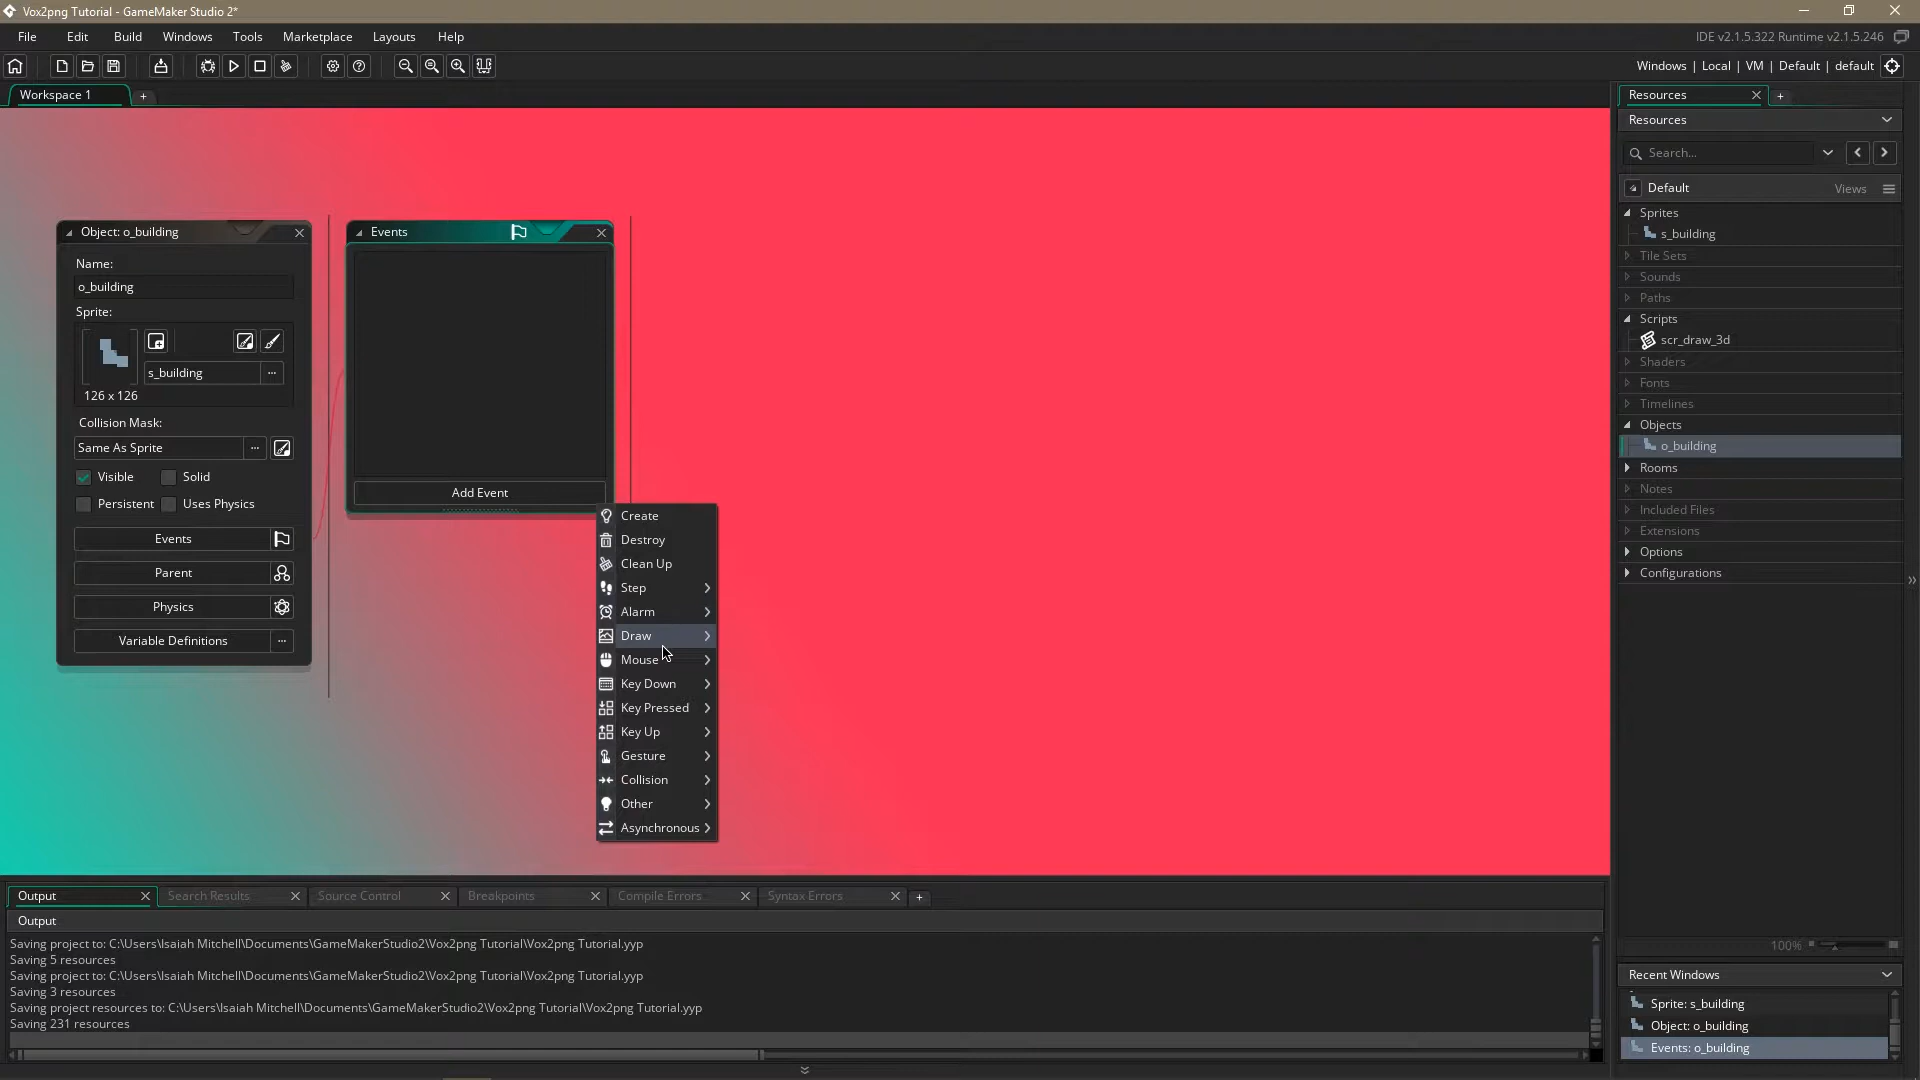 Vox2png Tutorial - GameMaker Studio 2*
File Edit Build Windows Tools Marketplace Layouts Help
IDE v2.1.5.322 Runtime v2.1.5.246
Windows | Local | VM | Default | default
Workspace 1
Object: o_building
Name:
o_building
Sprite:
s_building
126 x 126
Collision Mask:
Same As Sprite
Visible Solid
Persistent Uses Physics
Events
Parent
Physics
Variable Definitions
Events
Add Event
Create
Destroy
Clean Up
Step
Alarm
Draw
Mouse
Key Down
Key Pressed
Key Up
Gesture
Collision
Other
Asynchronous
Resources
Resources
Search...
Default Views
Sprites
s_building
Tile Sets
Sounds
Paths
Scripts
scr_draw_3d
Shaders
Fonts
Timelines
Objects
o_building
Rooms
Notes
Included Files
Extensions
Options
Configurations
100%
Recent Windows
Sprite: s_building
Object: o_building
Events: o_building
Output Search Results Source Control Breakpoints Compile Errors Syntax Errors
Output
Saving project to: C:\Users\Isaiah Mitchell\Documents\GameMakerStudio2\Vox2png Tutorial\Vox2png Tutorial.yyp
Saving 5 resources
Saving project to: C:\Users\Isaiah Mitchell\Documents\GameMakerStudio2\Vox2png Tutorial\Vox2png Tutorial.yyp
Saving 3 resources
Saving project resources to: C:\Users\Isaiah Mitchell\Documents\GameMakerStudio2\Vox2png Tutorial\Vox2png Tutorial.yyp
Saving 231 resources